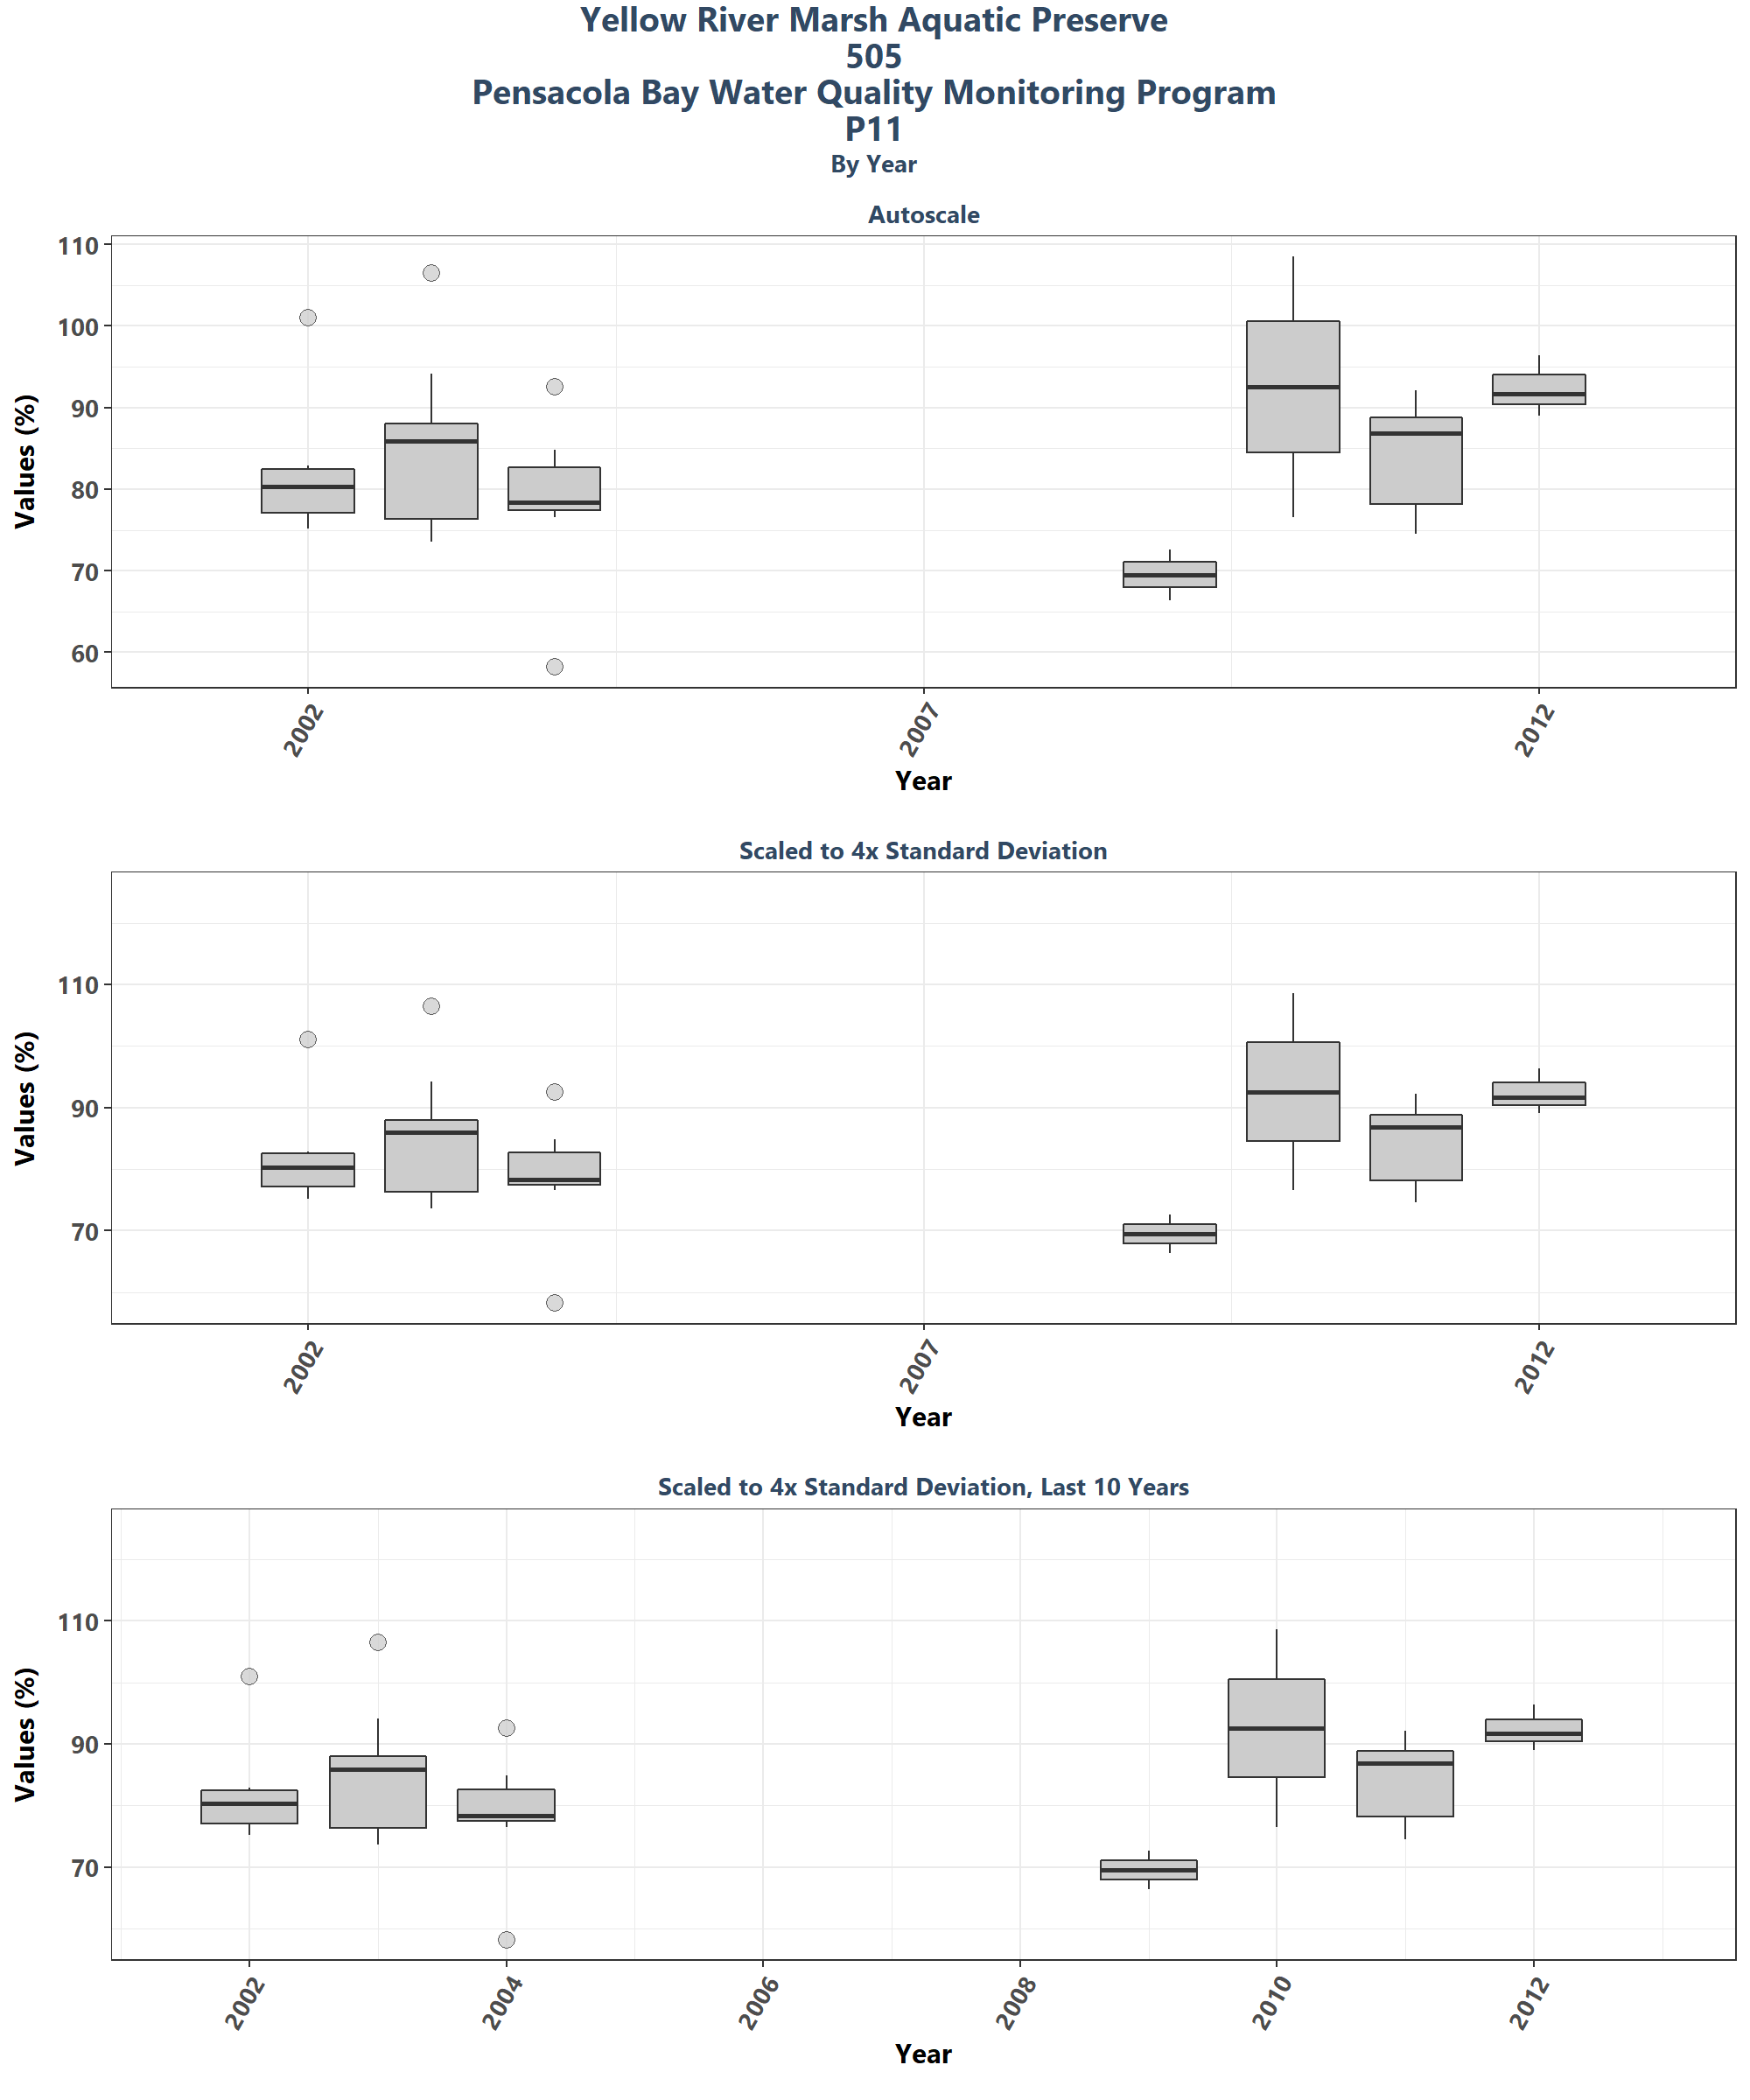 Yellow River Marsh Aquatic Preserve
505
Pensacola Bay Water Quality Monitoring Program
P11
By Year
Autoscale
110
100
90
80
70
60
Values (%)
2002
2007
2012
Year
Scaled to 4x Standard Deviation
110
90
70
Values (%)
2002
2007
2012
Year
Scaled to 4x Standard Deviation, Last 10 Years
110
90
70
Values (%)
2002
2004
2006
2008
2010
2012
Year